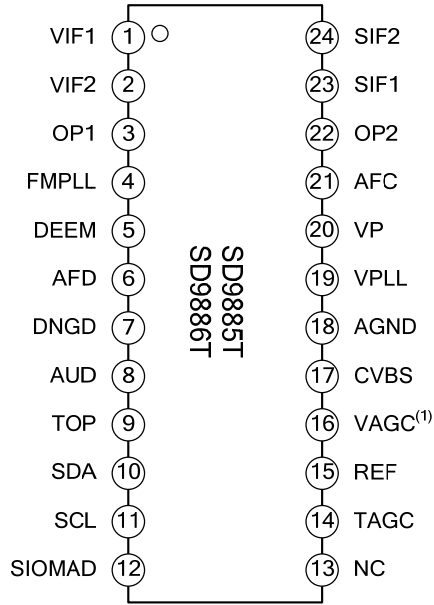 VIF1 1 24 SIF2
VIF2 2 23 SIF1
OP1 3 22 OP2
FMPLL 4 21 AFC
DEEM 5 20 VP
AFD 6 19 VPLL
DNGD 7 18 AGND
AUD 8 17 CVBS
TOP 9 16 VAGC(1)
SDA 10 15 REF
SCL 11 14 TAGC
SIOMAD 12 13 NC
SD9885T
SD9886T